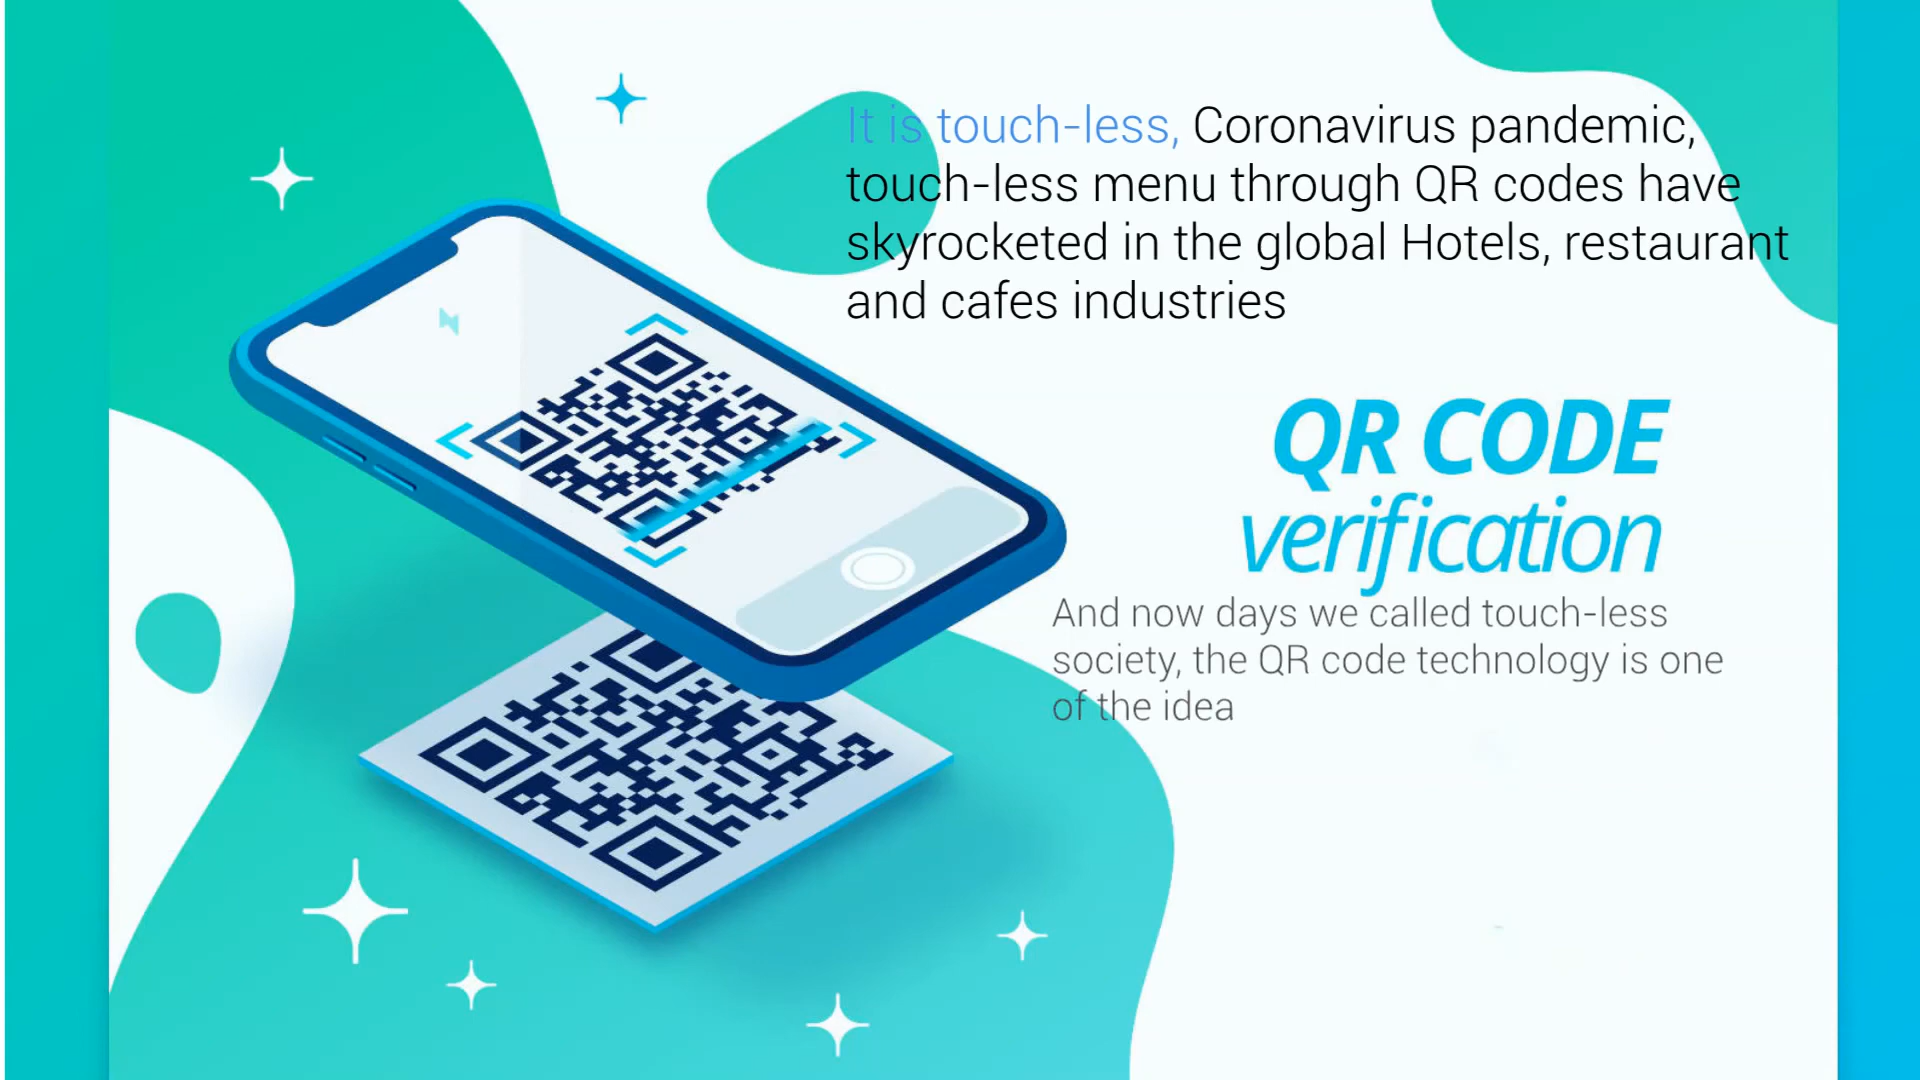 It is touch-less, Coronavirus pandemic,
touch-less menu through QR codes have
skyrocketed in the global Hotels, restaurant
and cafes industries
QR CODE
verification
And now days we called touch-less
society, the QR code technology is one
of the idea